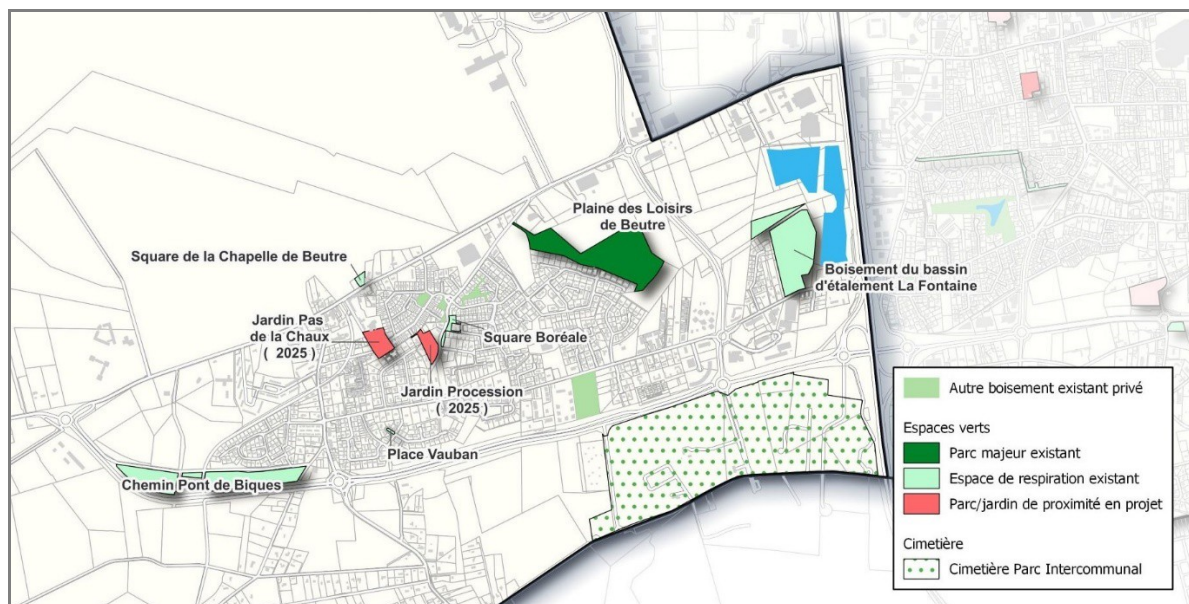 Plaine des Loisirs
de Beutre
Square de la Chapelle de Beutre
Boisement du bassin
d'étalement La Fontaine
Jardin Pas
de la Chaux
( 2025 )
Square Boréale
Jardin Procession
( 2025 )
Place Vauban
Chemin Pont de Biques
Autre boisement existant privé
Espaces verts
Parc majeur existant
Espace de respiration existant
Parc/jardin de proximité en projet
Cimetière
Cimetière Parc Intercommunal